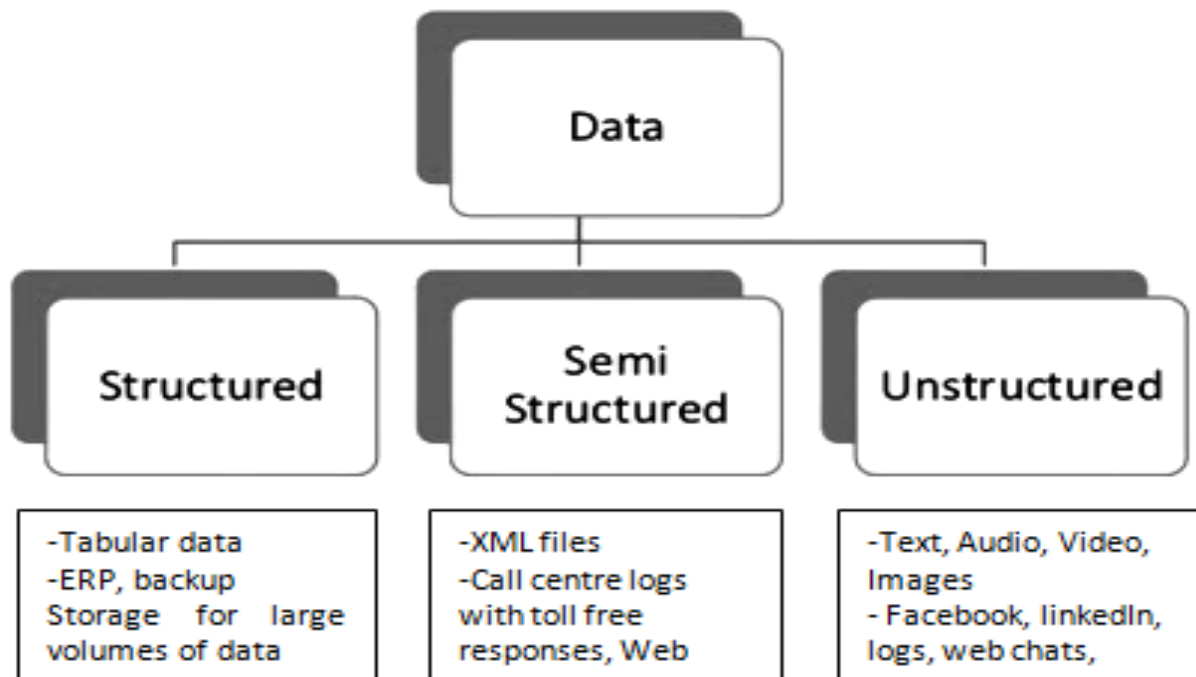 Data
Structured
Semi
Structured
Unstructured
-Tabular data
-ERP, backup
Storage for large
volumes of data
-XML files
-Call centre logs
with toll free
responses, Web
-Text, Audio, Video,
Images
- Facebook, linkedIn,
logs, web chats,